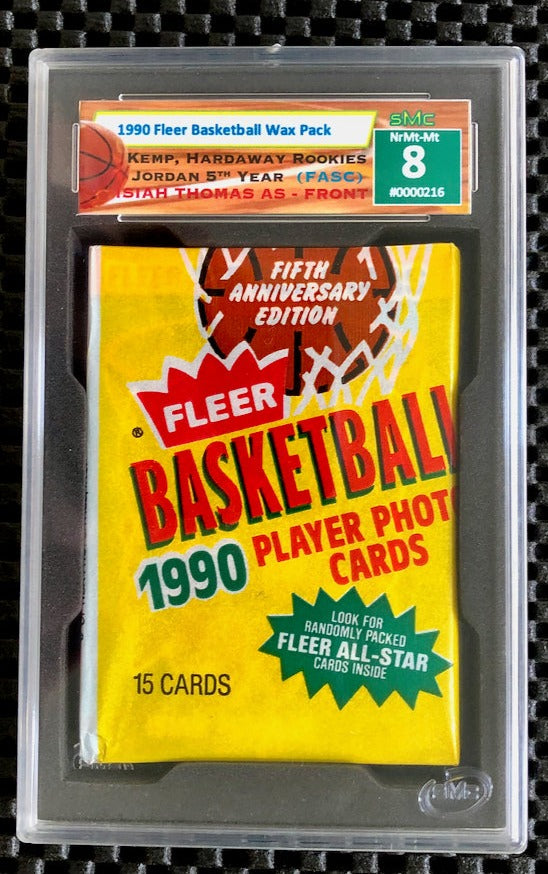 1990 Fleer Basketball Wax Pack
SMC
NrMt-Mt
8
#0000216
Kemp, Hardaway Rookies
Jordan 5TH Year (FASC)
ISIAH THOMAS AS - FRONT
FIFTH
ANNIVERSARY
EDITION
FLEER
®
BASKETBALL
1990 PLAYER PHOT
CARDS
LOOK FOR
RANDOMLY PACKED
FLEER ALL-STAR
CARDS INSIDE
15 CARDS
SMC